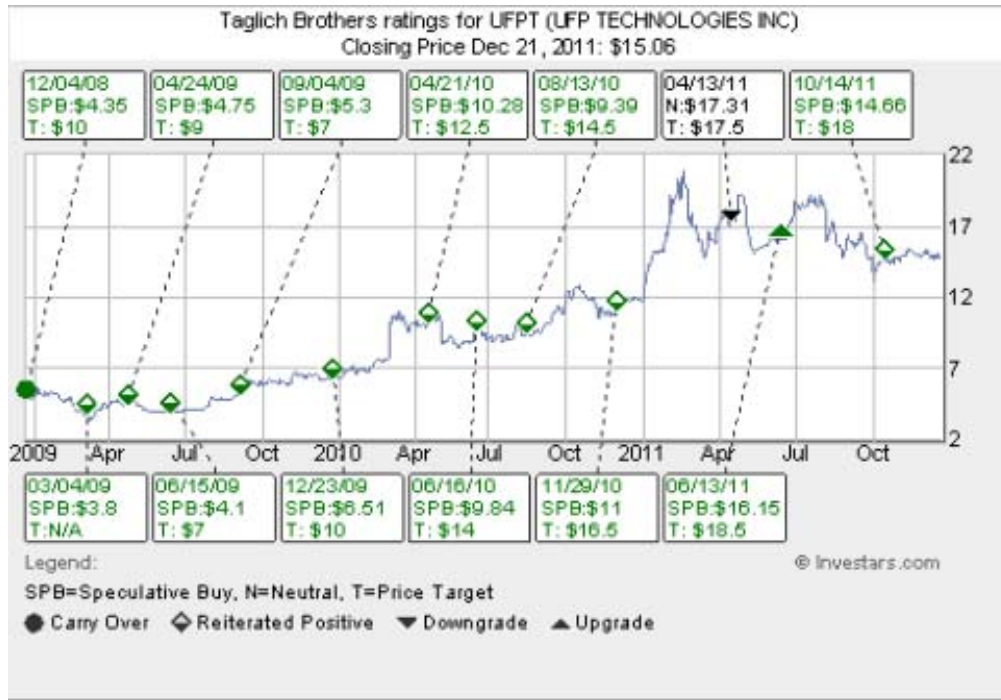 Taglich Brothers ratings for UFPT (UFP TECHNOLOGIES INC)
Closing Price Dec 21, 2011: $15.06
12/04/08
SPB:$4.35
T: $10
04/24/09
SPB:$4.75
T: $9
09/04/09
SPB:$5.3
T: $7
04/21/10
SPB:$10.28
T: $12.5
08/13/10
SPB:$9.39
T: $14.5
04/13/11
N:$17.31
T: $17.5
10/14/11
SPB:$14.66
T: $18
22
17
12
7
2
2009 Apr Jul Oct 2010 Apr Jul Oct 2011 Apr Jul Oct
03/04/09
SPB:$3.8
T:N/A
06/15/09
SPB:$4.1
T: $7
12/23/09
SPB:$6.51
T: $10
06/16/10
SPB:$9.84
T: $14
11/29/10
SPB:$11
T: $16.5
06/13/11
SPB:$16.15
T: $18.5
Legend:
© Investars.com
SPB=Speculative Buy, N=Neutral, T=Price Target
Carry Over Reiterated Positive Downgrade Upgrade